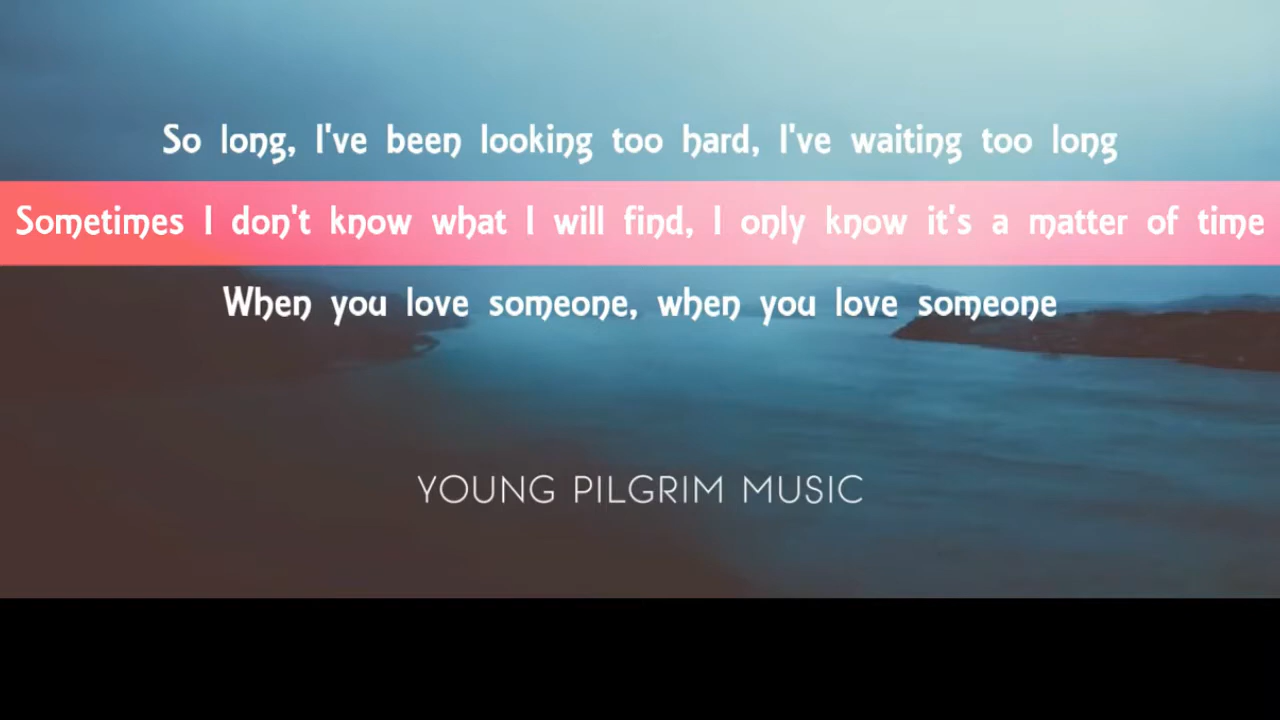 So long, I've been looking too hard, I've waiting too long
Sometimes I don't know what I will find, I only know it's a matter of time
When you love someone, when you love someone
YOUNG PILGRIM MUSIC